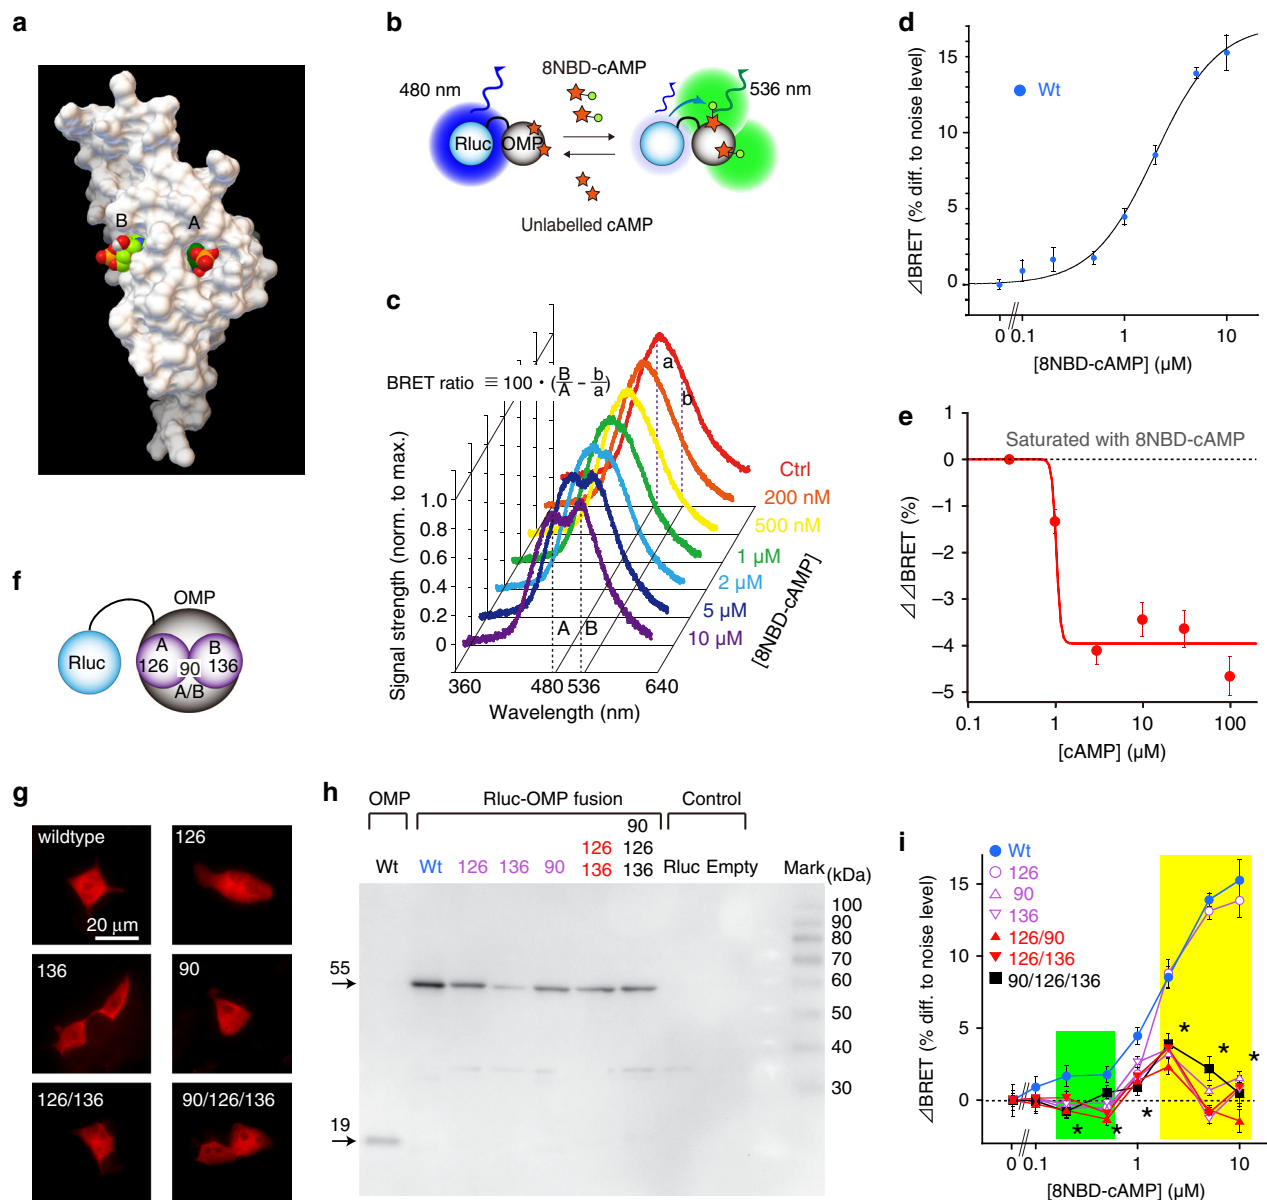 a
B
A
b
8NBD-cAMP
480 nm
536 nm
Rluc
OMP
Unlabelled cAMP
c
BRET ratio ≡ 100 • (B/A – b/a)
a
b
Signal strength (norm. to max.)
1.0
0.8
0.6
0.4
0.2
0
A
B
360
480
536
640
Wavelength (nm)
Ctrl
200 nM
500 nM
1 µM
2 µM
5 µM
10 µM
[8NBD-cAMP]
d
⊿BRET (% diff. to noise level)
15
10
5
0
Wt
0
0.1
1
10
[8NBD-cAMP] (µM)
e
⊿⊿BRET (%)
1
0
–1
–2
–3
–4
–5
Saturated with 8NBD-cAMP
0.1
1
10
100
[cAMP] (µM)
f
OMP
Rluc
A
126
B
136
90
A/B
g
wildtype
20 µm
126
136
90
126/136
90/126/136
h
OMP
Rluc-OMP fusion
Control
Wt
Wt
126
136
90
126
136
90
126
136
Rluc
Empty
Mark
(kDa)
100
90
80
70
60
50
40
30
55
19
i
Wt
126
90
136
126/90
126/136
90/126/136
⊿BRET (% diff. to noise level)
15
10
5
0
*
*
*
*
*
*
0
0.1
1
10
[8NBD-cAMP] (µM)